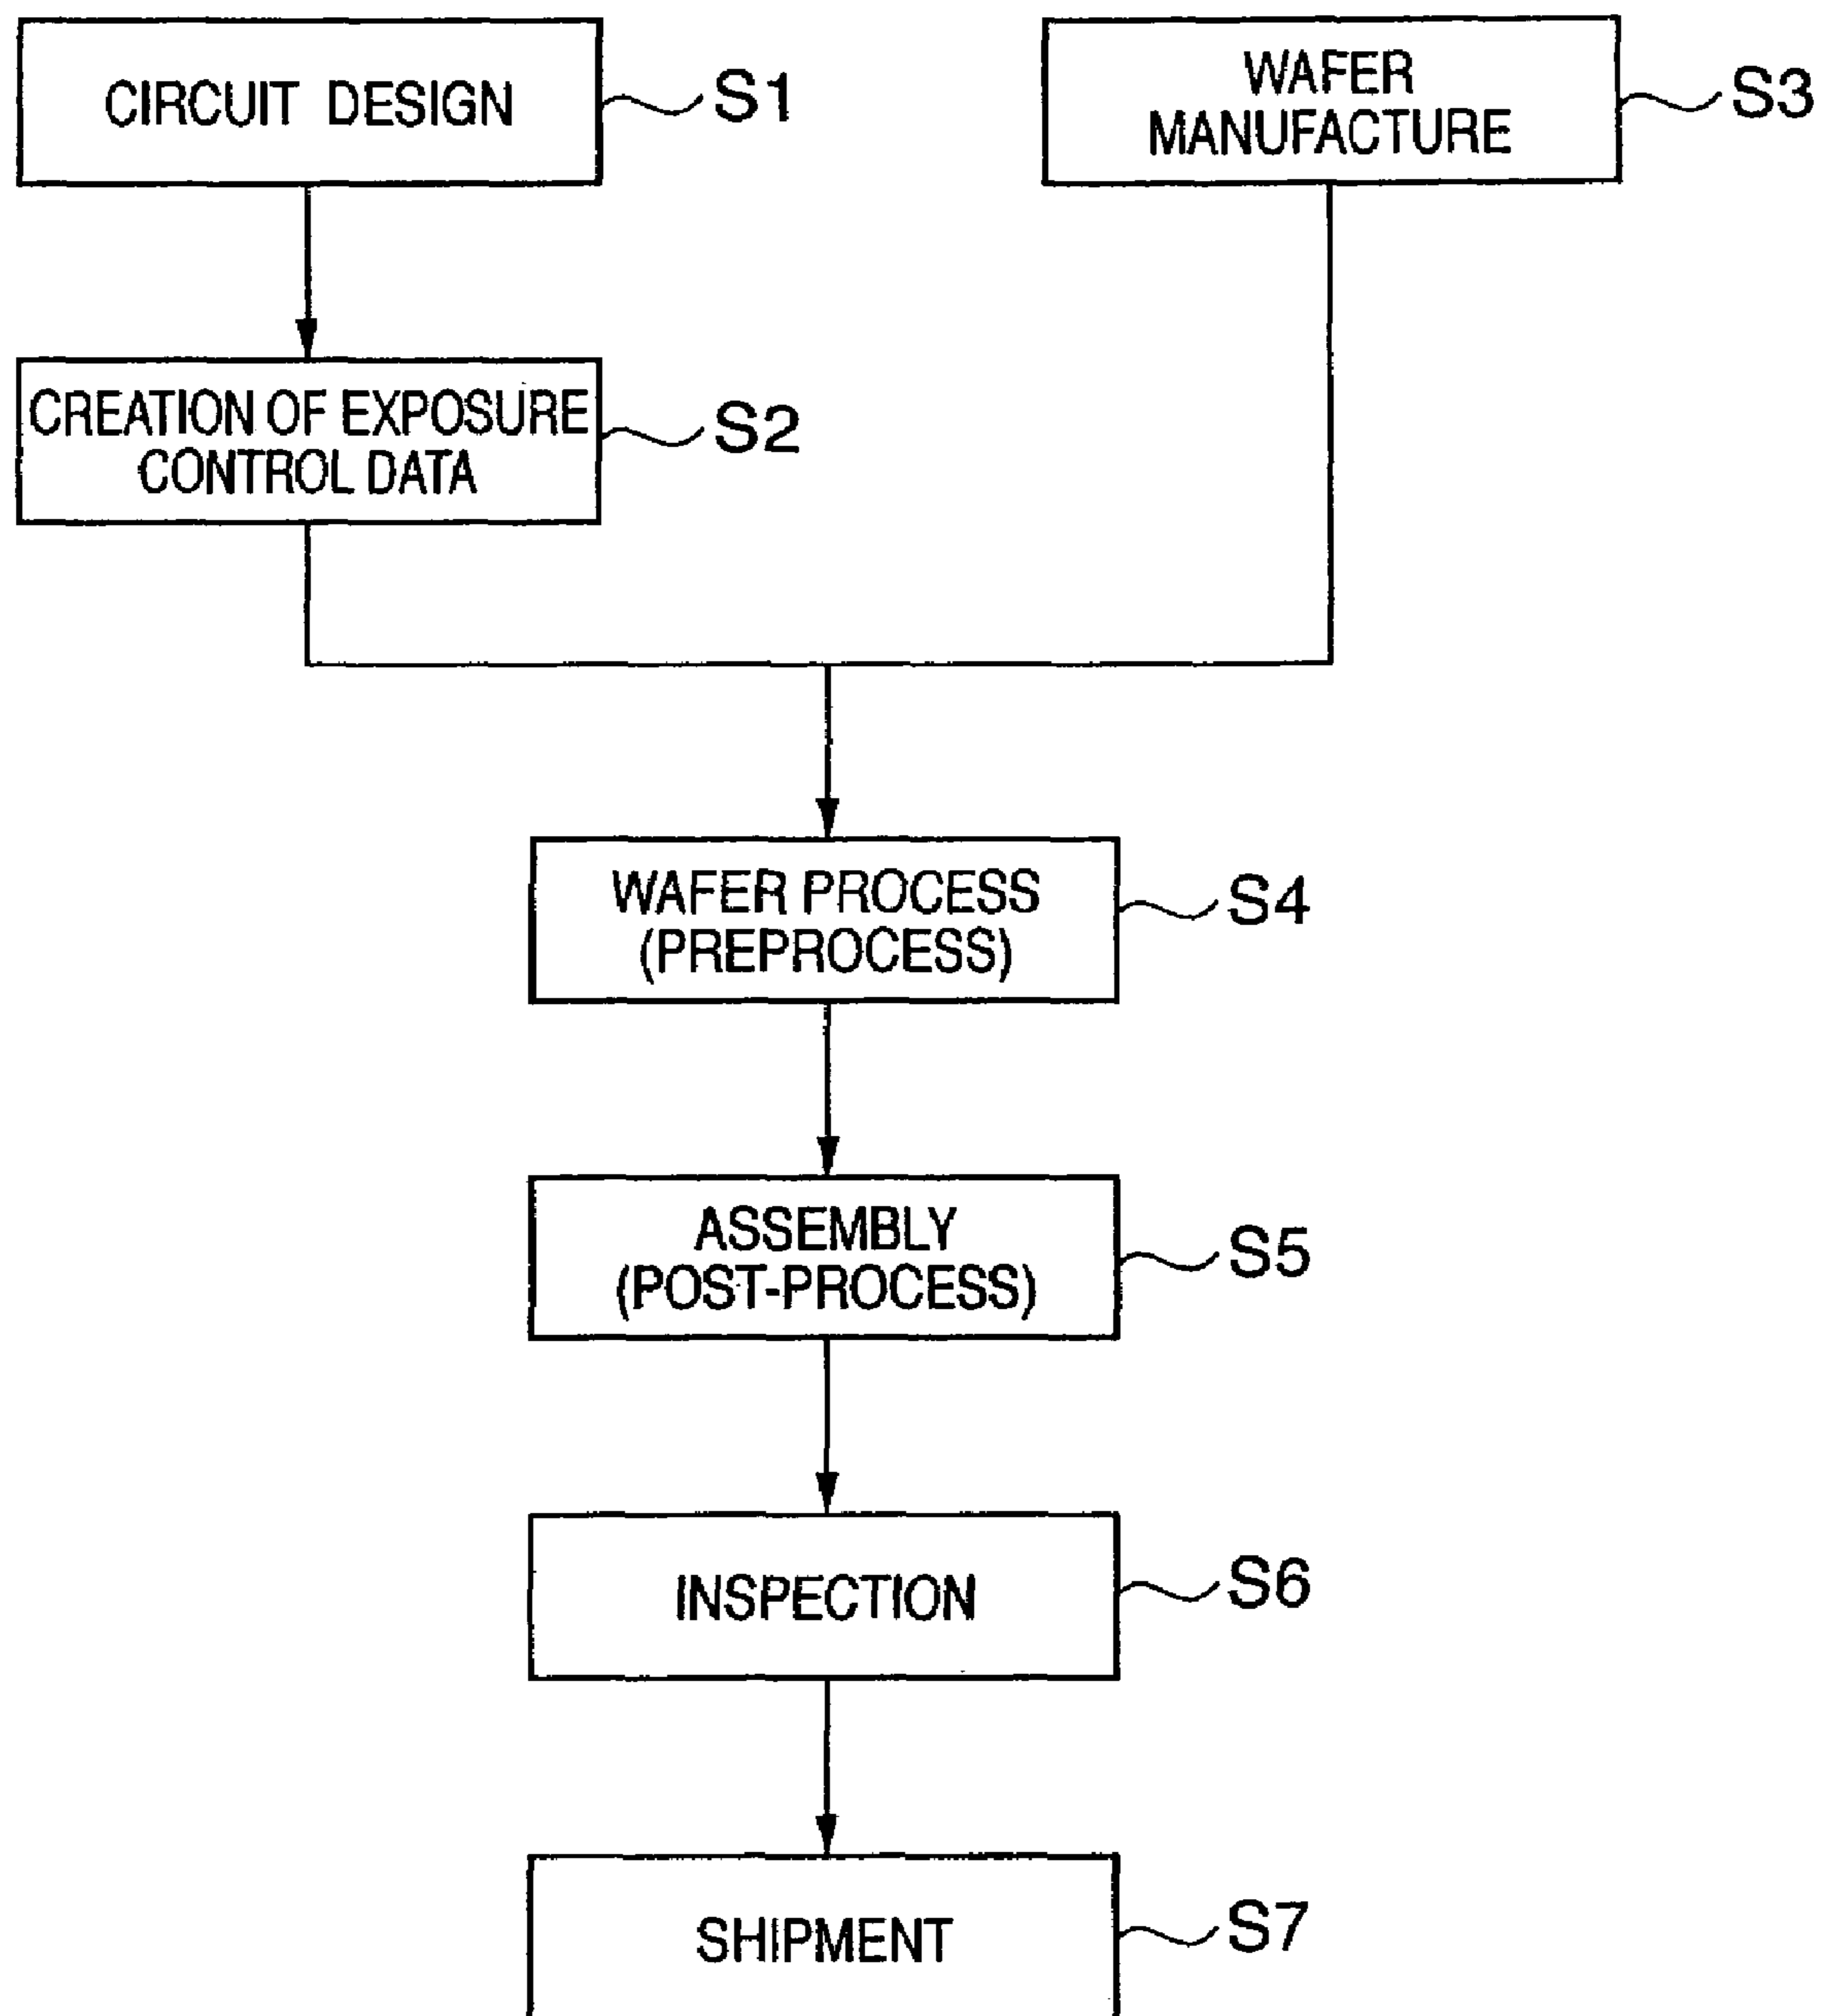 CIRCUIT DESIGN
S1
WAFER
MANUFACTURE
S3
CREATION OF EXPOSURE
CONTROL DATA
S2
WAFER PROCESS
(PREPROCESS)
S4
ASSEMBLY
(POST-PROCESS)
S5
INSPECTION
S6
SHIPMENT
S7